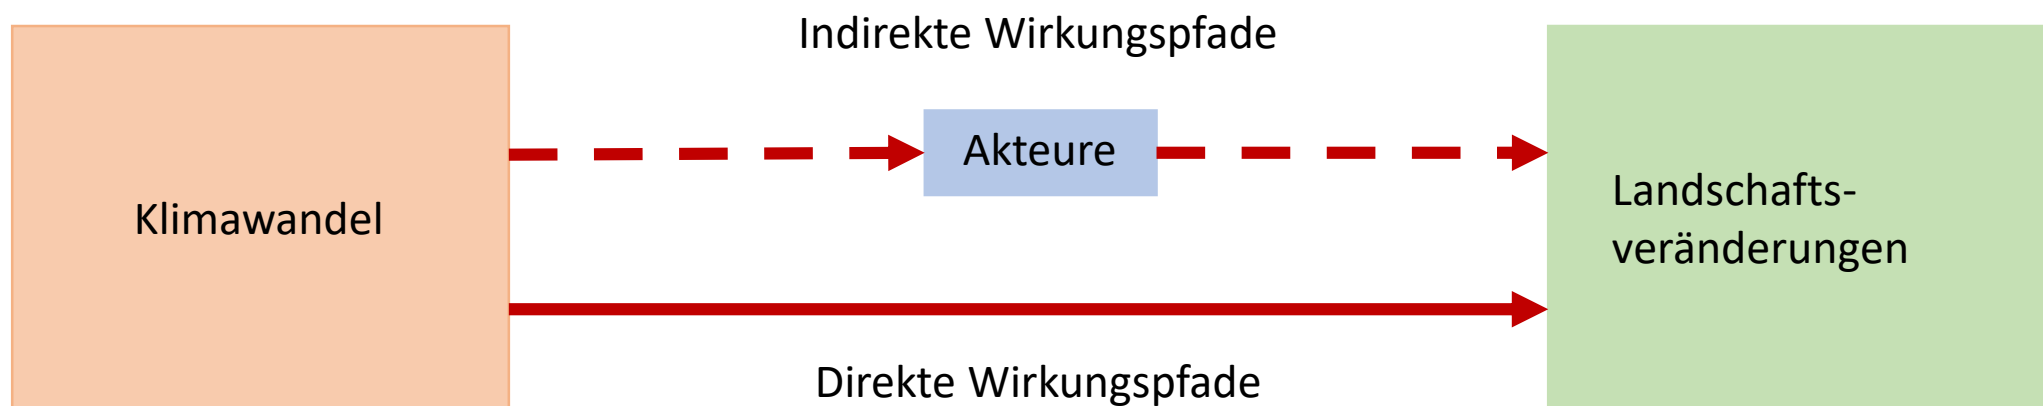 Indirekte Wirkungspfade
Akteure
Klimawandel
Landschafts-
veränderungen
Direkte Wirkungspfade